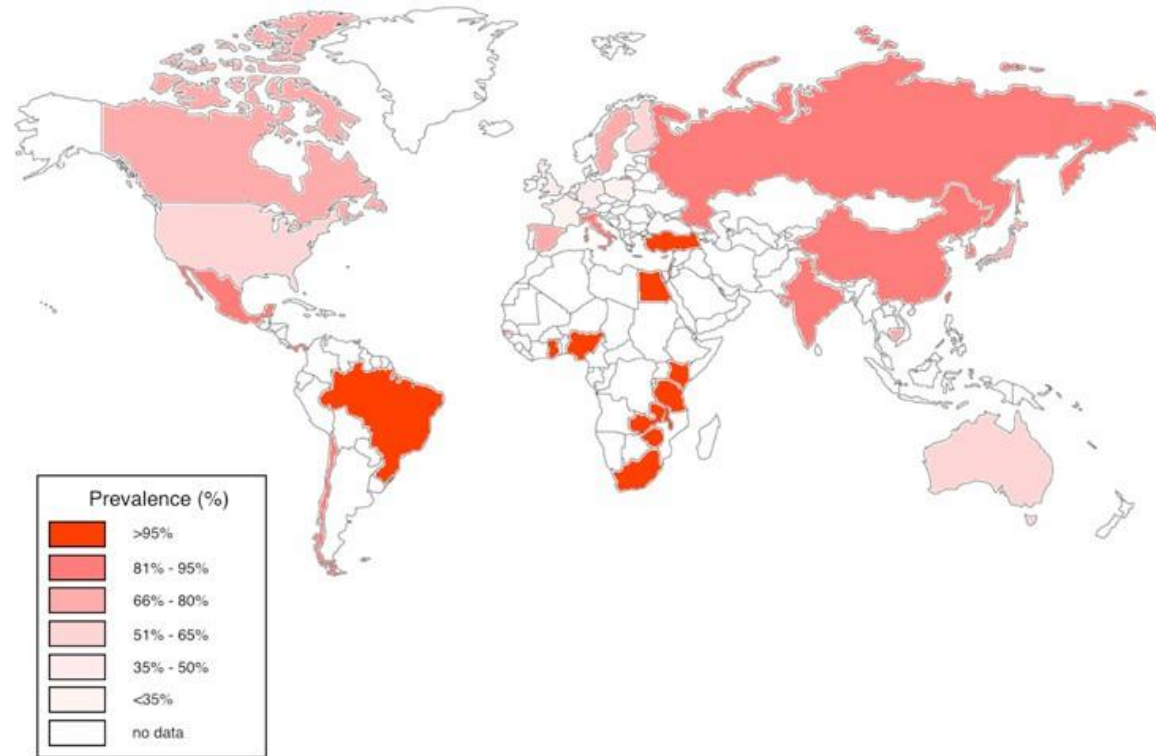 Prevalence (%)
>95%
81% - 95%
66% - 80%
51% - 65%
35% - 50%
<35%
no data